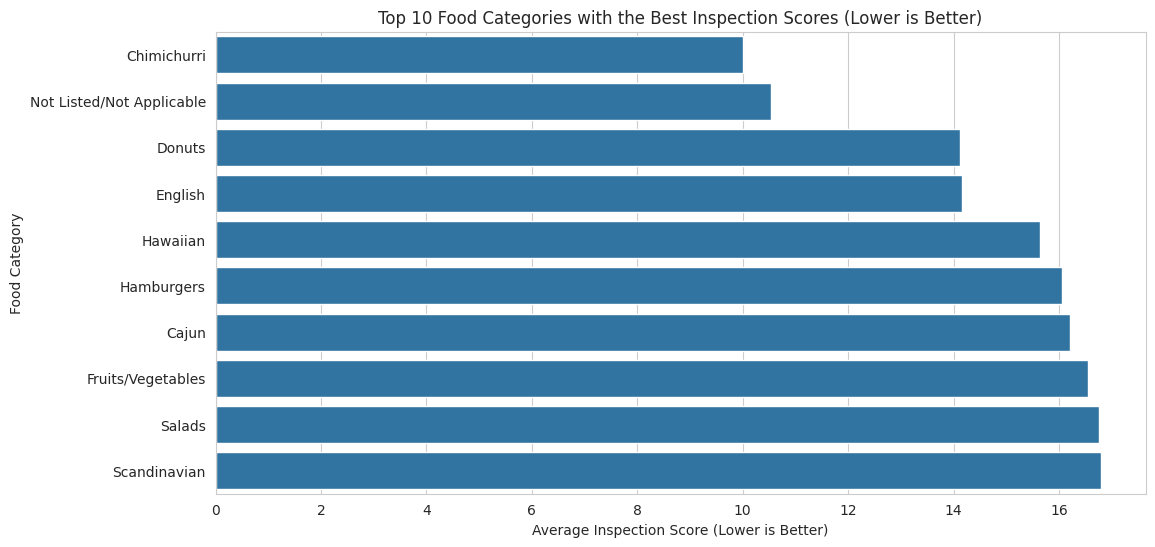 Top 10 Food Categories with the Best Inspection Scores (Lower is Better)
Food Category
Chimichurri
Not Listed/Not Applicable
Donuts
English
Hawaiian
Hamburgers
Cajun
Fruits/Vegetables
Salads
Scandinavian
0 2 4 6 8 10 12 14 16
Average Inspection Score (Lower is Better)